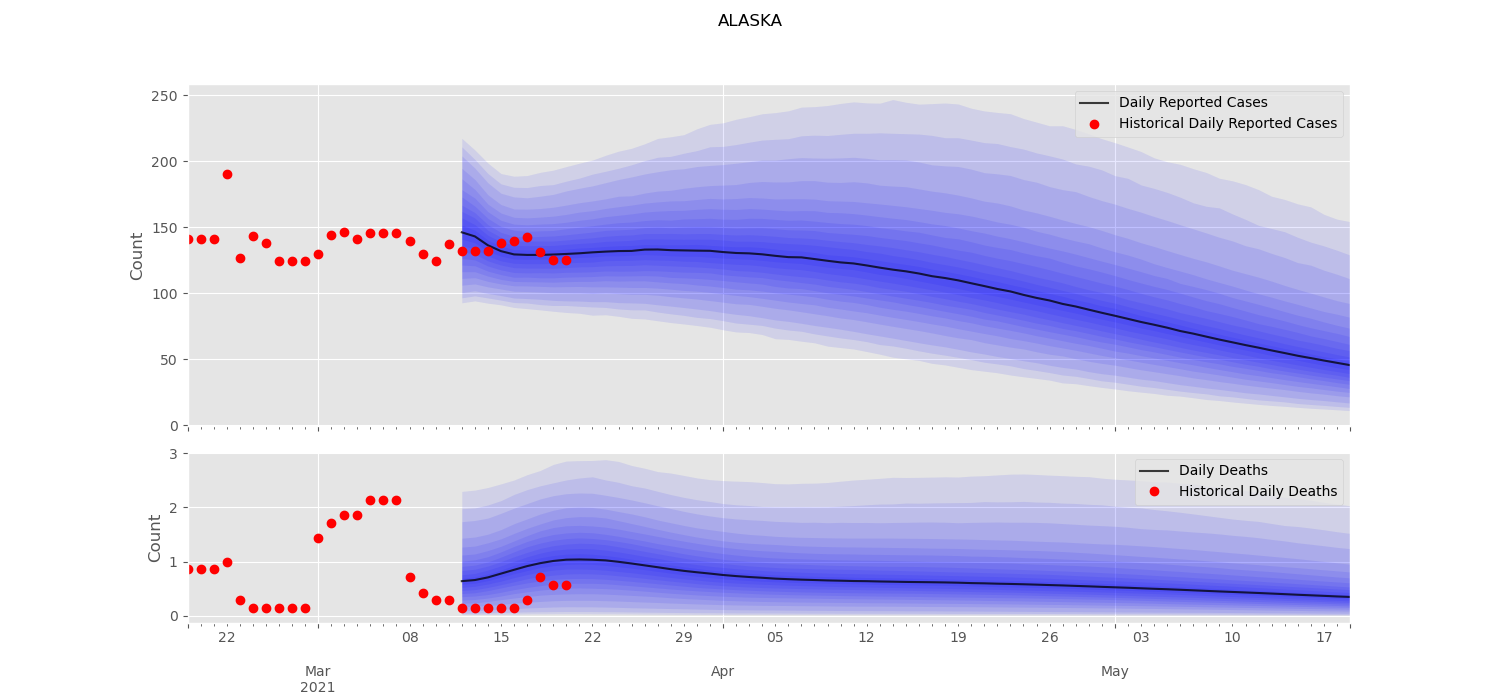 ALASKA
250
200
150
100
50
0
Count
Daily Reported Cases
Historical Daily Reported Cases
3
2
1
0
Count
Daily Deaths
Historical Daily Deaths
22 08 15 22 29 05 12 19 26 03 10 17
Mar Apr May
2021